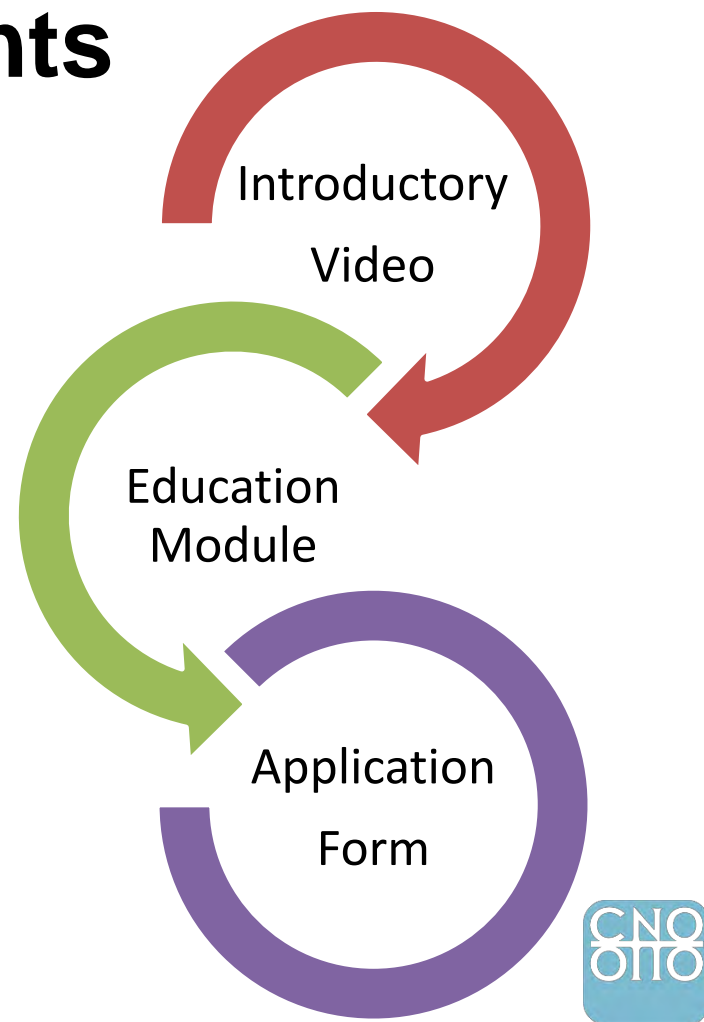 nts
Introductory
Video
Education
Module
Application
Form
CNO
OIIO